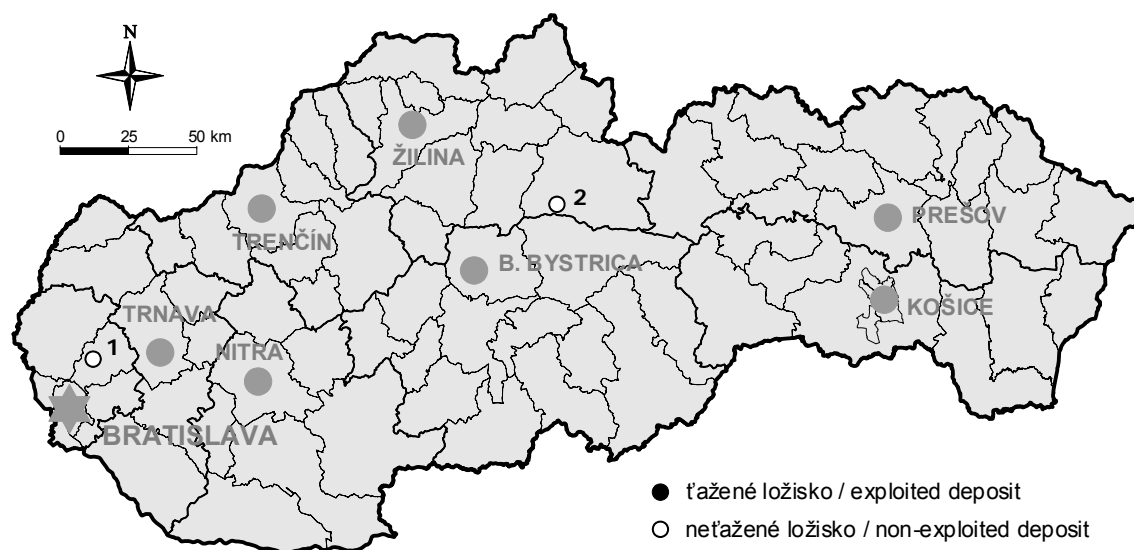 N
0 25 50 km
ŽILINA
2
TRENČÍN
PREŠOV
B. BYSTRICA
TRNAVA
KOŠICE
1
NITRA
BRATISLAVA
ťažené ložisko / exploited deposit
neťažené ložisko / non-exploited deposit